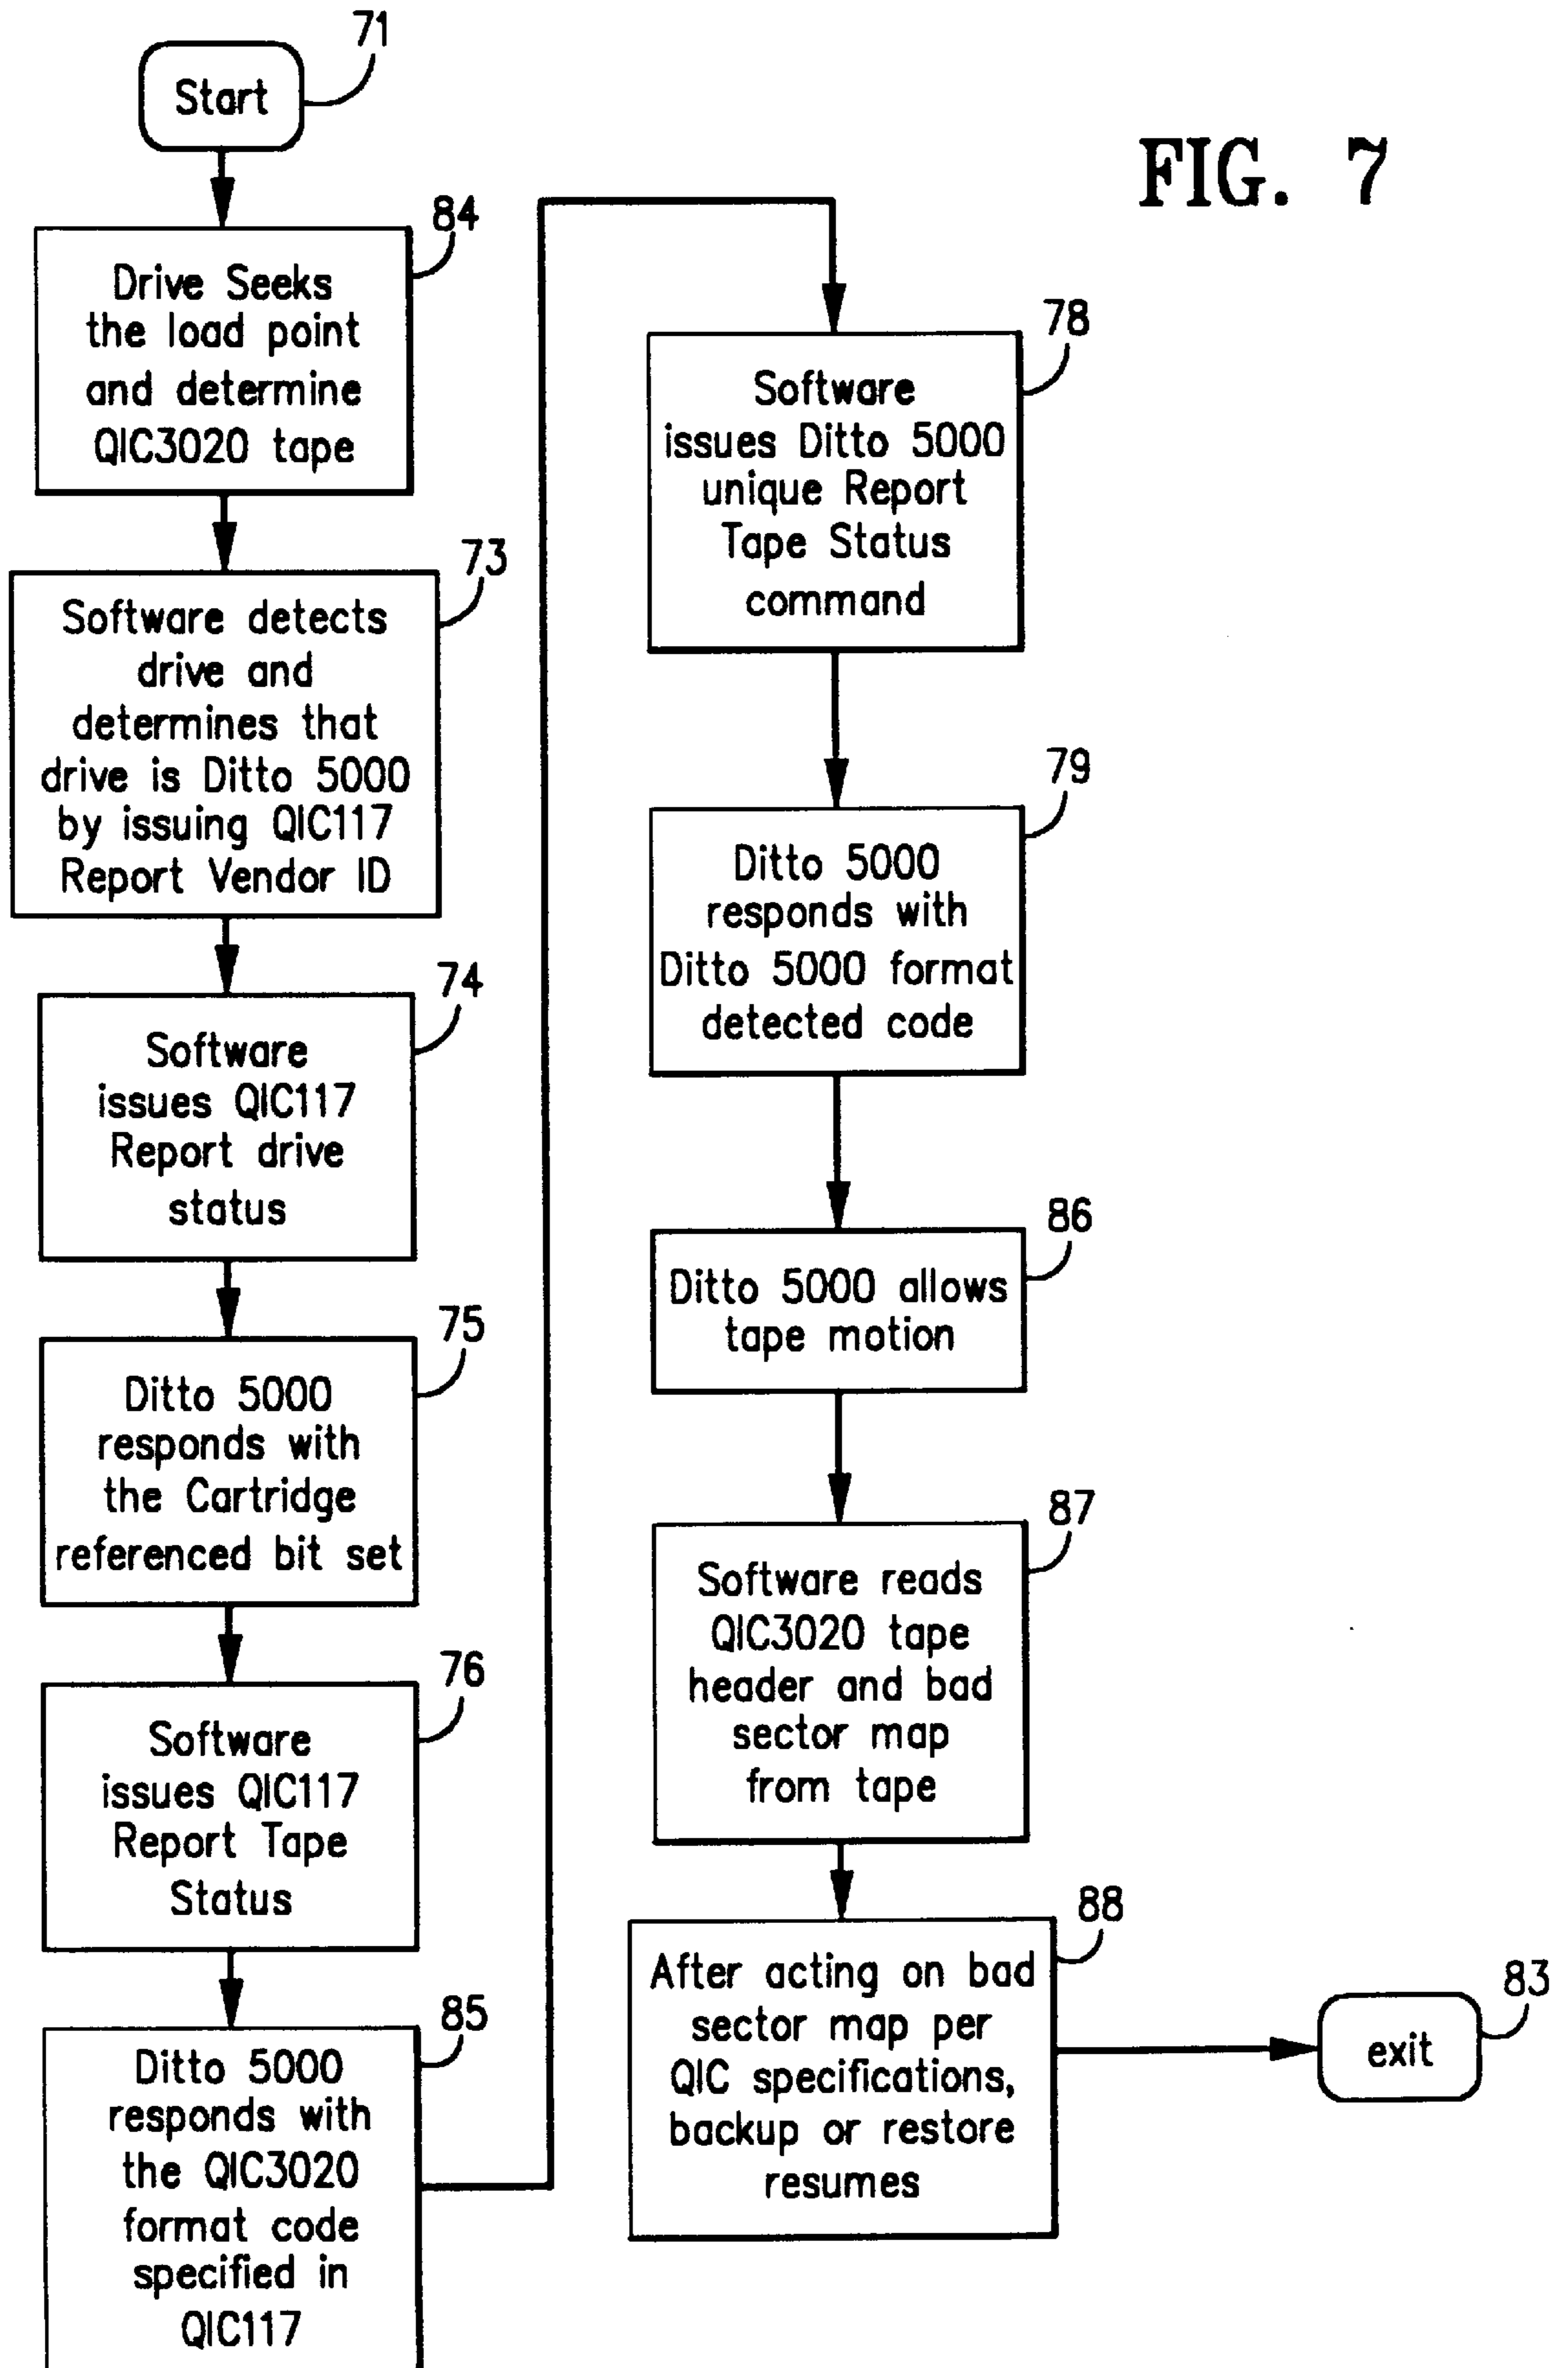 FIG. 7
71
Start
84
Drive Seeks
the load point
and determine
QIC3020 tape
73
Software detects
drive and
determines that
drive is Ditto 5000
by issuing QIC117
Report Vendor ID
74
Software
issues QIC117
Report drive
status
75
Ditto 5000
responds with
the Cartridge
referenced bit set
76
Software
issues QIC117
Report Tape
Status
85
Ditto 5000
responds with
the QIC3020
format code
specified in
QIC117
78
Software
issues Ditto 5000
unique Report
Tape Status
command
79
Ditto 5000
responds with
Ditto 5000 format
detected code
86
Ditto 5000 allows
tape motion
87
Software reads
QIC3020 tape
header and bad
sector map
from tape
88
After acting on bad
sector map per
QIC specifications,
backup or restore
resumes
83
exit